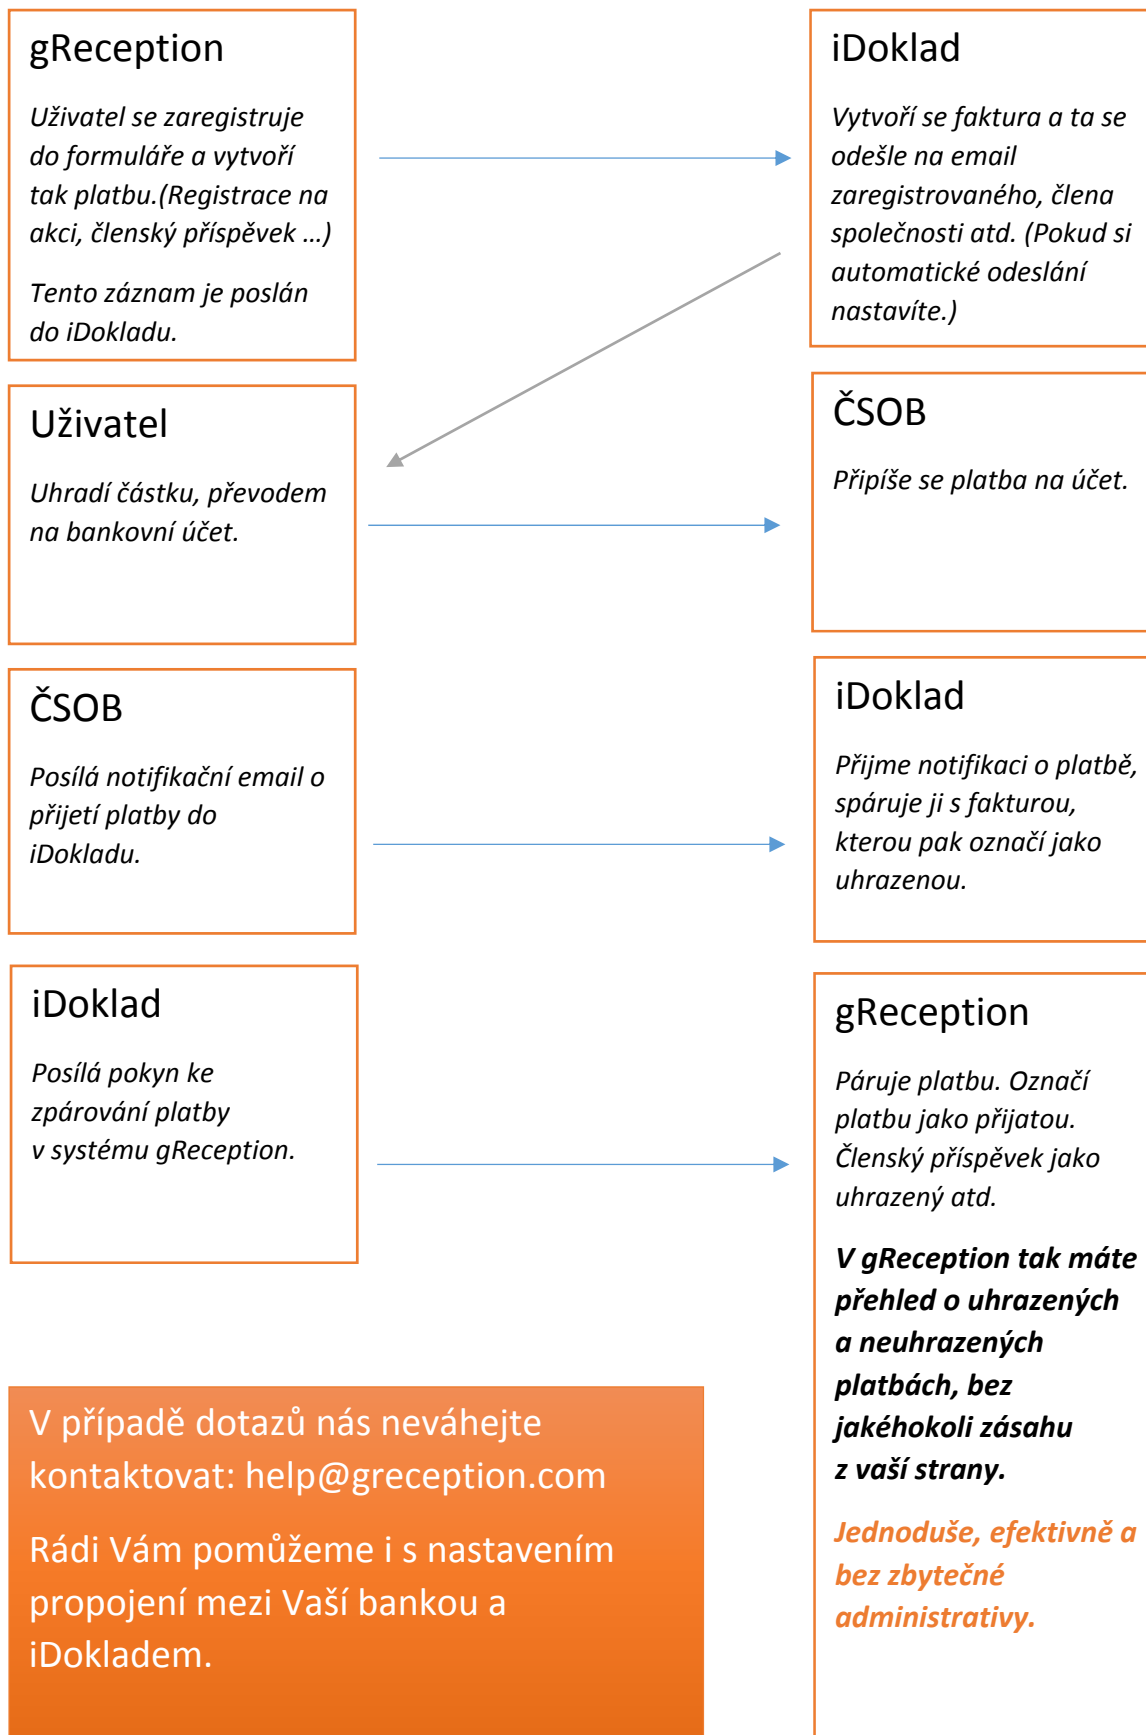 gReception
Uživatel se zaregistruje
do formuláře a vytvoří
tak platbu.(Registrace na
akci, členský příspěvek …)
Tento záznam je poslán
do iDokladu.
iDoklad
Vytvoří se faktura a ta se
odešle na email
zaregistrovaného, člena
společnosti atd. (Pokud si
automatické odeslání
nastavíte.)
Uživatel
Uhradí částku, převodem
na bankovní účet.
ČSOB
Připíše se platba na účet.
ČSOB
Posílá notifikační email o
přijetí platby do
iDokladu.
iDoklad
Přijme notifikaci o platbě,
spáruje ji s fakturou,
kterou pak označí jako
uhrazenou.
iDoklad
Posílá pokyn ke
zpárování platby
v systému gReception.
gReception
Páruje platbu. Označí
platbu jako přijatou.
Členský příspěvek jako
uhrazený atd.
V gReception tak máte
přehled o uhrazených
a neuhrazených
platbách, bez
jakéhokoli zásahu
z vaší strany.
Jednoduše, efektivně a
bez zbytečné
administrativy.
V případě dotazů nás neváhejte
kontaktovat: help@greception.com
Rádi Vám pomůžeme i s nastavením
propojení mezi Vaší bankou a
iDokladem.